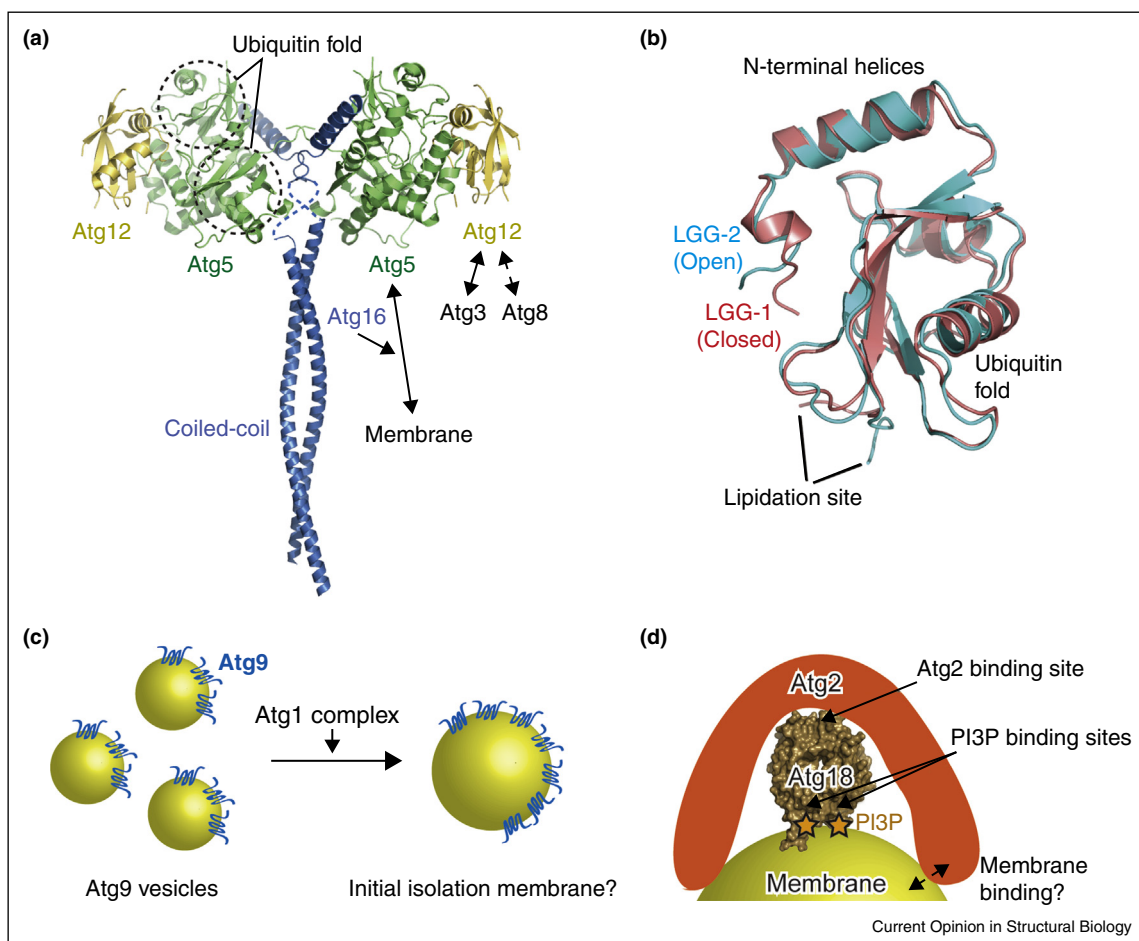 (a)
Ubiquitin fold
Atg12
Atg5
Atg5
Atg12
Atg3
Atg8
Atg16
Coiled-coil
Membrane
(b)
N-terminal helices
LGG-2
(Open)
LGG-1
(Closed)
Ubiquitin
fold
Lipidation site
(c)
Atg9
Atg1 complex
Atg9 vesicles
Initial isolation membrane?
(d)
Atg2
Atg2 binding site
PI3P binding sites
Atg18
PI3P
Membrane
Membrane
binding?
Current Opinion in Structural Biology